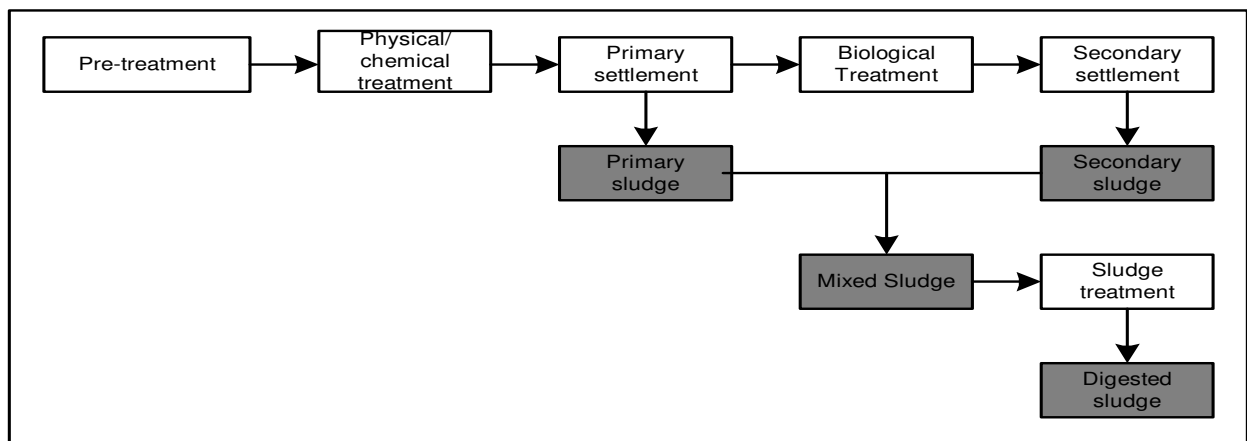 Pre-treatment
Physical/
chemical
treatment
Primary
settlement
Biological
Treatment
Secondary
settlement
Primary
sludge
Secondary
sludge
Mixed Sludge
Sludge
treatment
Digested
sludge